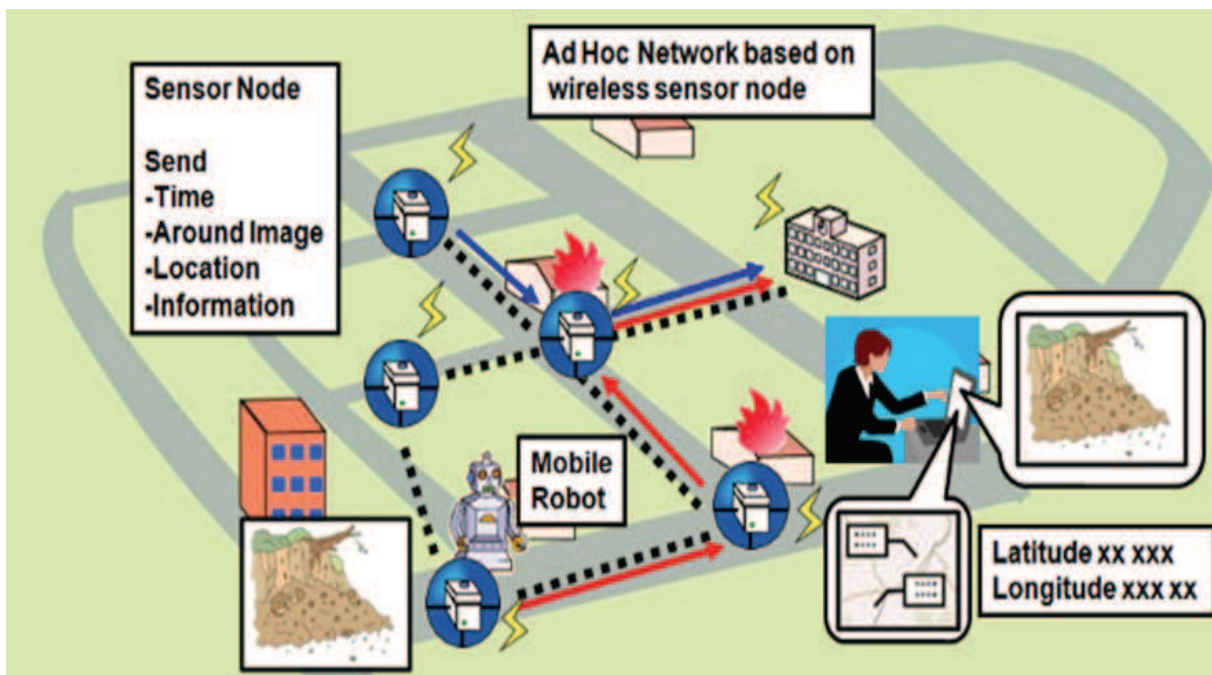 Sensor Node
Send
-Time
-Around Image
-Location
-Information
Ad Hoc Network based on
wireless sensor node
Mobile
Robot
Latitude xx xxx
Longitude xxx xx